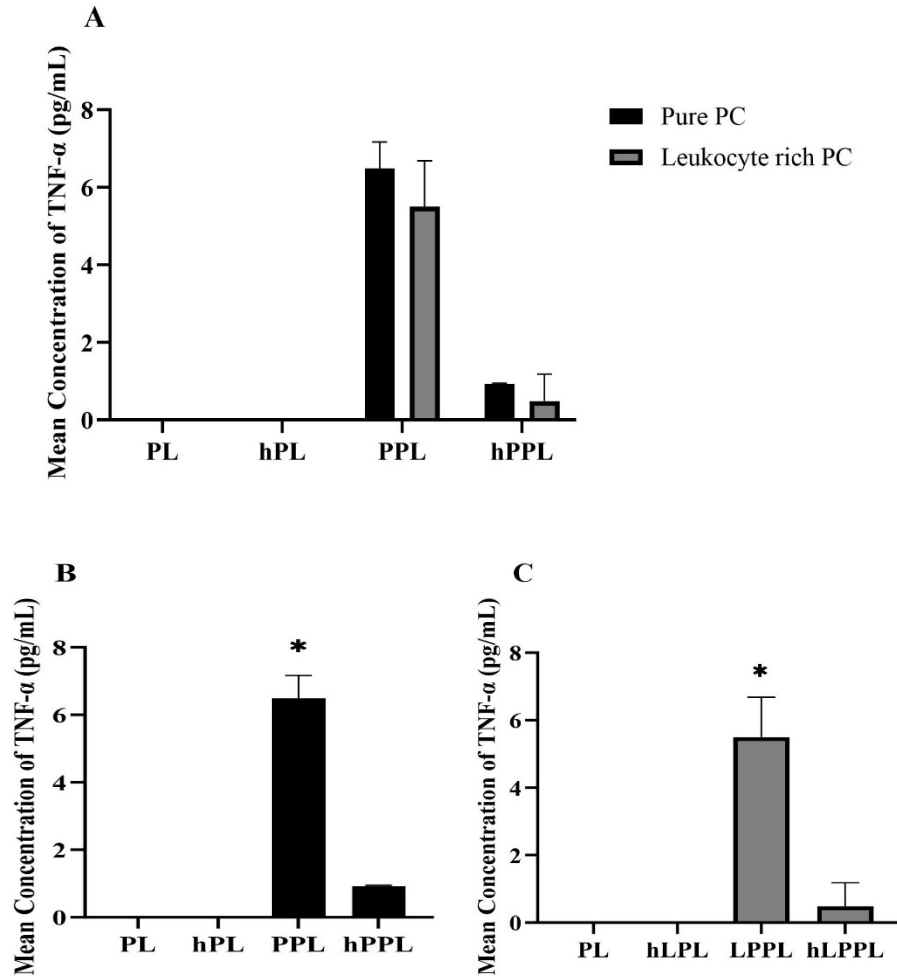 A
Mean Concentration of TNF-α (pg/mL)
8
6
4
2
0
PL hPL PPL hPPL
Pure PC
Leukocyte rich PC
B
Mean Concentration of TNF-α (pg/mL)
8
6
4
2
0
*
PL hPL PPL hPPL
C
Mean Concentration of TNF-α (pg/mL)
8
6
4
2
0
*
PL hLPL LPPL hLPPL